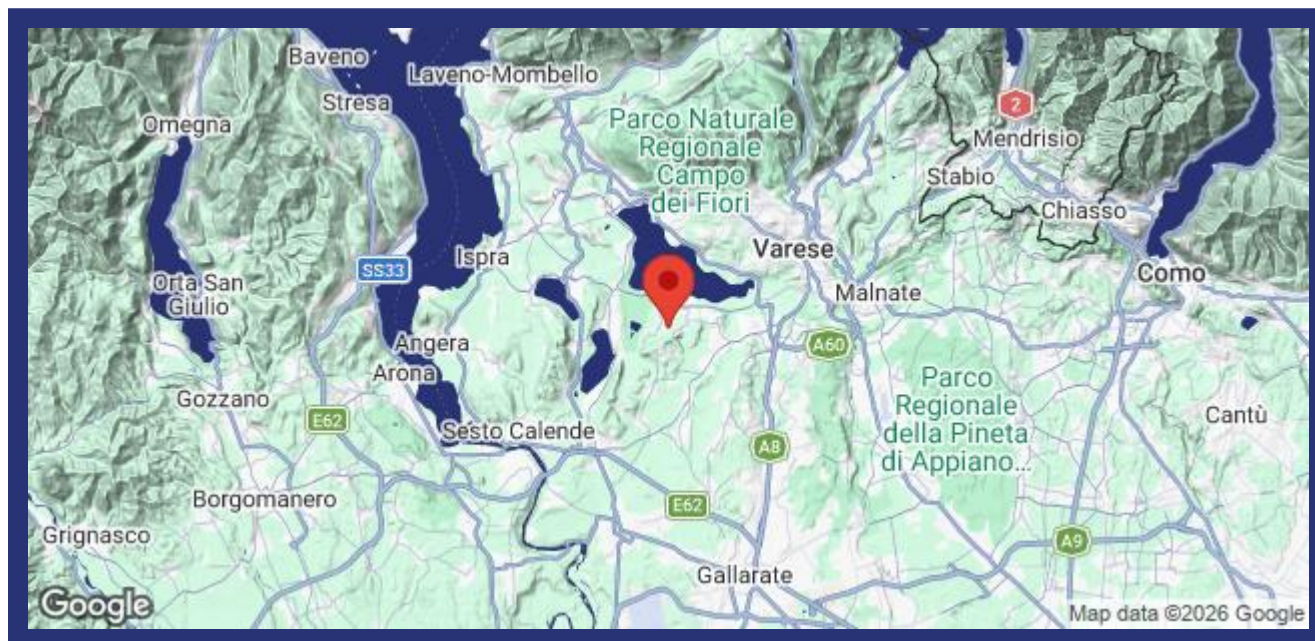 Baveno
Laveno-Mombello
Stresa
Omegna
Parco Naturale
Regionale
Campo
dei Fiori
2
Mendrisio
Stabio
Chiasso
Varese
Ispra
SS33
Como
Orta San
Giulio
Malnate
Angera
A60
Arona
Parco
Regionale
della Pineta
di Appiano...
Gozzano
E62
Cantù
Sesto Calende
A8
Borgomanero
E62
Grignasco
A9
Gallarate
Google
Map data ©2026 Google